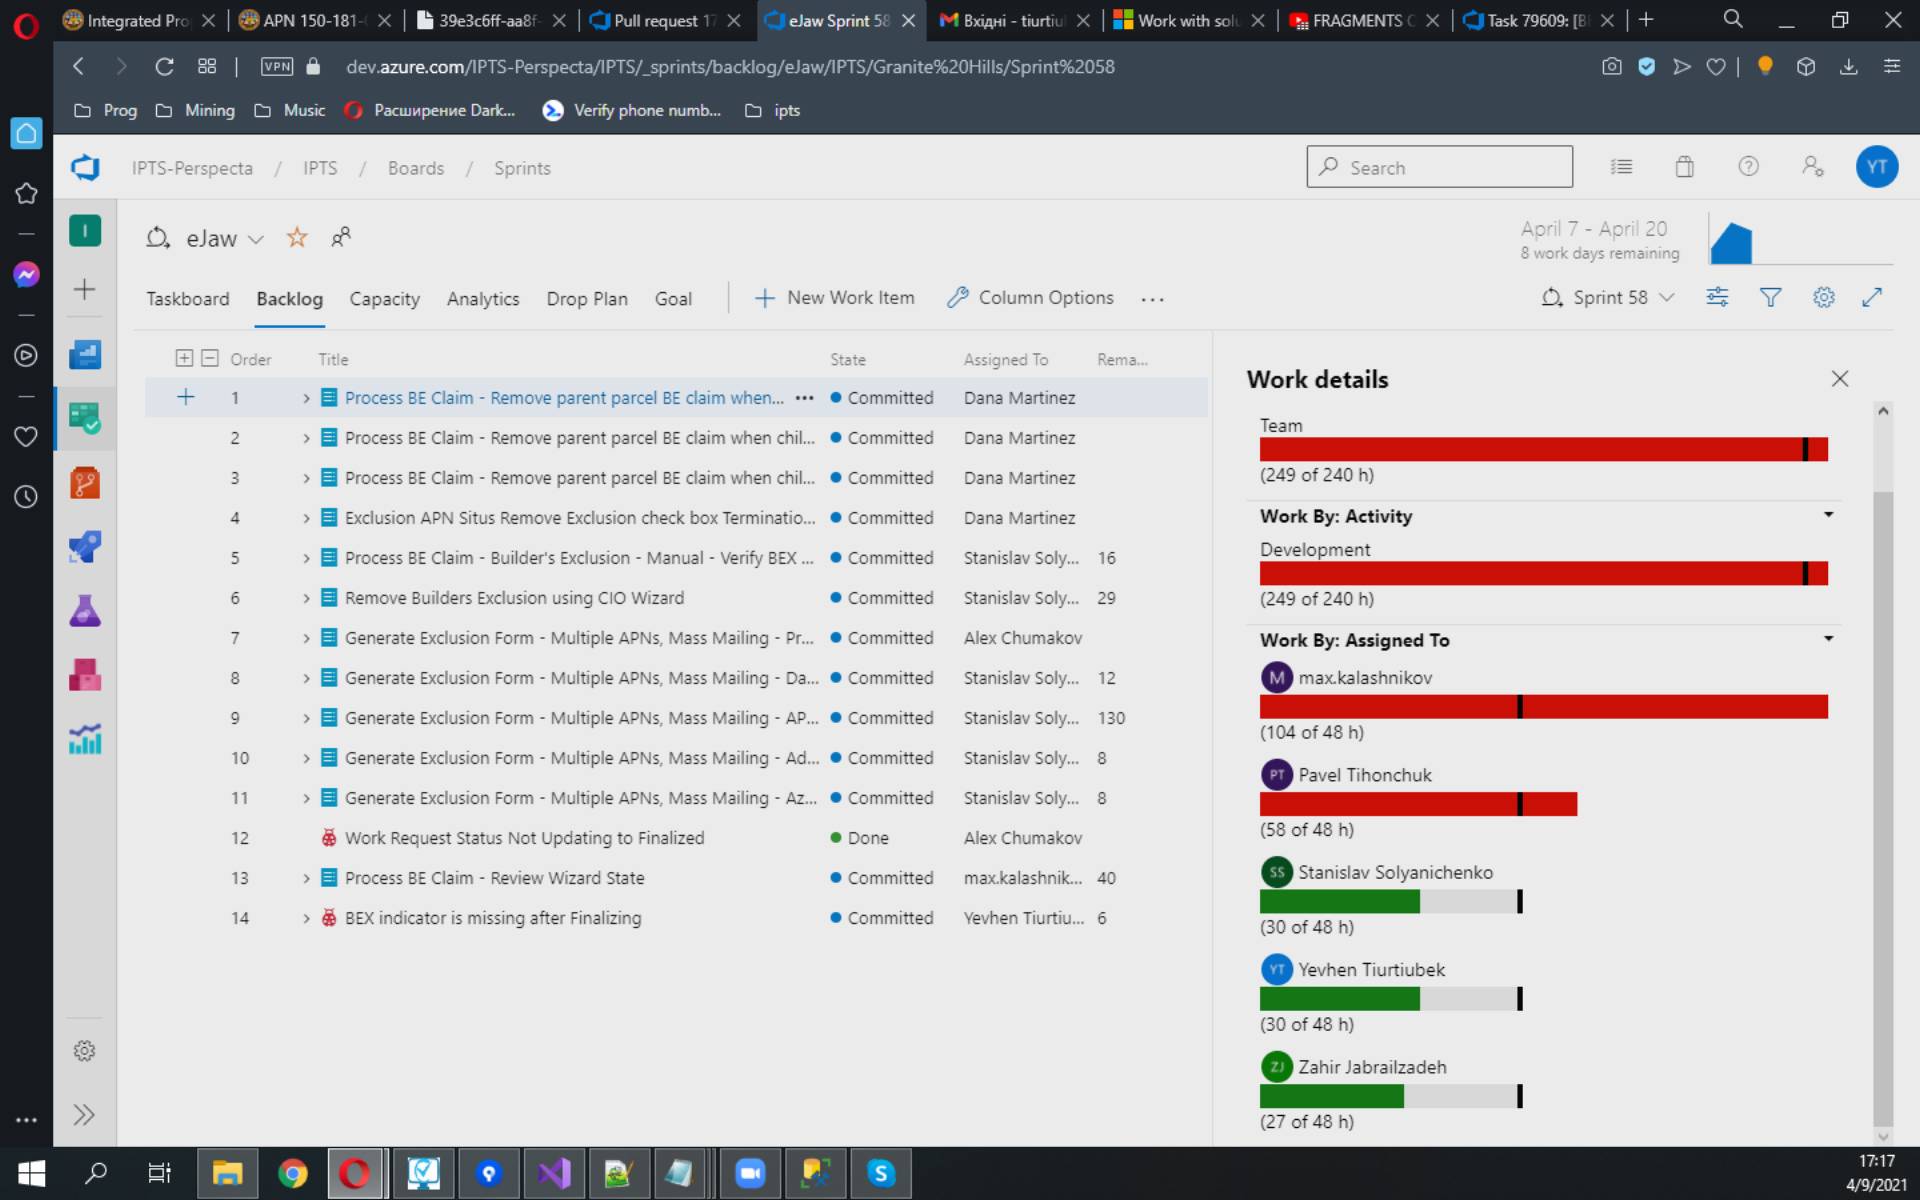 Integrated Pro
APN 150-181-
39e3c6ff-aa8f-
Pull request 17
eJaw Sprint 58
Вхідні - tiurtiu
Work with solu
FRAGMENTS
Task 79609: [B
VPN
dev.azure.com/IPTS-Perspecta/IPTS/_sprints/backlog/eJaw/IPTS/Granite%20Hills/Sprint%2058
Prog
Mining
Music
Расширение Dark...
Verify phone numb...
ipts
IPTS-Perspecta / IPTS / Boards / Sprints
Search
YT
I
eJaw
April 7 - April 20
8 work days remaining
Taskboard Backlog Capacity Analytics Drop Plan Goal
New Work Item
Column Options
Sprint 58
Order Title State Assigned To Rema...
1 Process BE Claim - Remove parent parcel BE claim when... Committed Dana Martinez
2 Process BE Claim - Remove parent parcel BE claim when chil... Committed Dana Martinez
3 Process BE Claim - Remove parent parcel BE claim when chil... Committed Dana Martinez
4 Exclusion APN Situs Remove Exclusion check box Terminatio... Committed Dana Martinez
5 Process BE Claim - Builder's Exclusion - Manual - Verify BEX ... Committed Stanislav Soly... 16
6 Remove Builders Exclusion using CIO Wizard Committed Stanislav Soly... 29
7 Generate Exclusion Form - Multiple APNs, Mass Mailing - Pr... Committed Alex Chumakov
8 Generate Exclusion Form - Multiple APNs, Mass Mailing - Da... Committed Stanislav Soly... 12
9 Generate Exclusion Form - Multiple APNs, Mass Mailing - AP... Committed Stanislav Soly... 130
10 Generate Exclusion Form - Multiple APNs, Mass Mailing - Ad... Committed Stanislav Soly... 8
11 Generate Exclusion Form - Multiple APNs, Mass Mailing - Az... Committed Stanislav Soly... 8
12 Work Request Status Not Updating to Finalized Done Alex Chumakov
13 Process BE Claim - Review Wizard State Committed max.kalashnik... 40
14 BEX indicator is missing after Finalizing Committed Yevhen Tiurtiu... 6
Work details
Team
(249 of 240 h)
Work By: Activity
Development
(249 of 240 h)
Work By: Assigned To
M max.kalashnikov
(104 of 48 h)
PT Pavel Tihonchuk
(58 of 48 h)
SS Stanislav Solyanichenko
(30 of 48 h)
YT Yevhen Tiurtiubek
(30 of 48 h)
ZJ Zahir Jabrailzadeh
(27 of 48 h)
17:17
4/9/2021